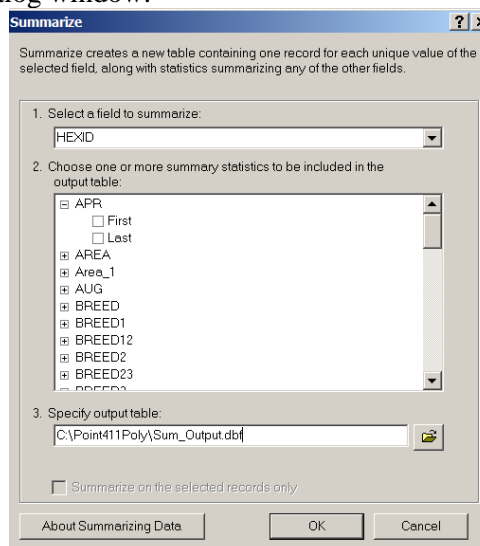 Summarize
Summarize creates a new table containing one record for each unique value of the
selected field, along with statistics summarizing any of the other fields.
1. Select a field to summarize:
HEXID
2. Choose one or more summary statistics to be included in the
output table:
APR
First
Last
AREA
Area_1
AUG
BREED
BREED1
BREED12
BREED2
BREED23
3. Specify output table:
C:\Point411Poly\Sum_Output.dbf
Summarize on the selected records only
About Summarizing Data
OK
Cancel